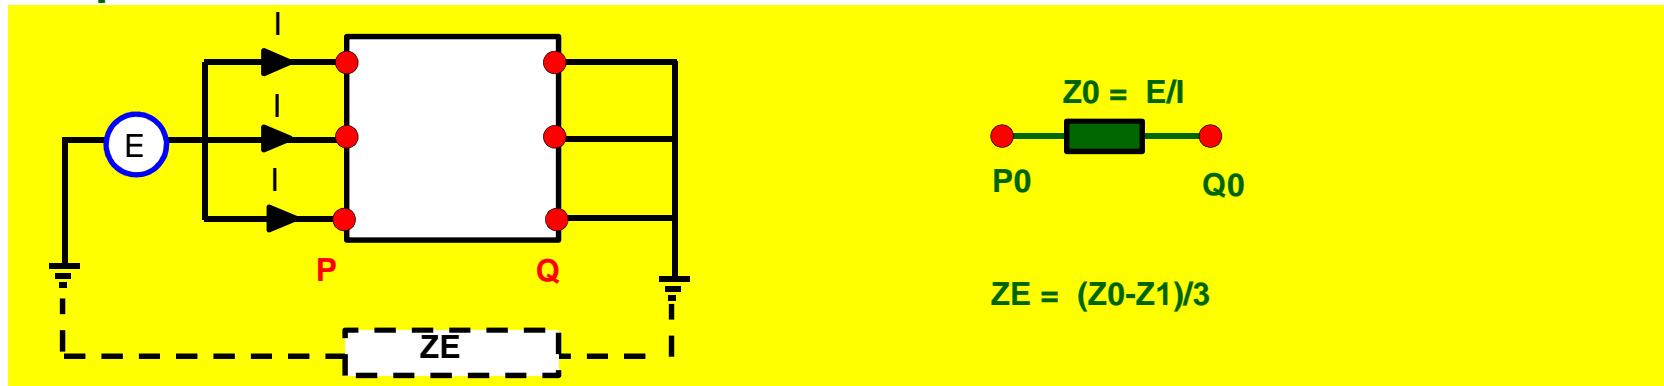 I
I
E
I
P
Q
ZE
Z0 = E/I
P0
Q0
ZE = (Z0-Z1)/3